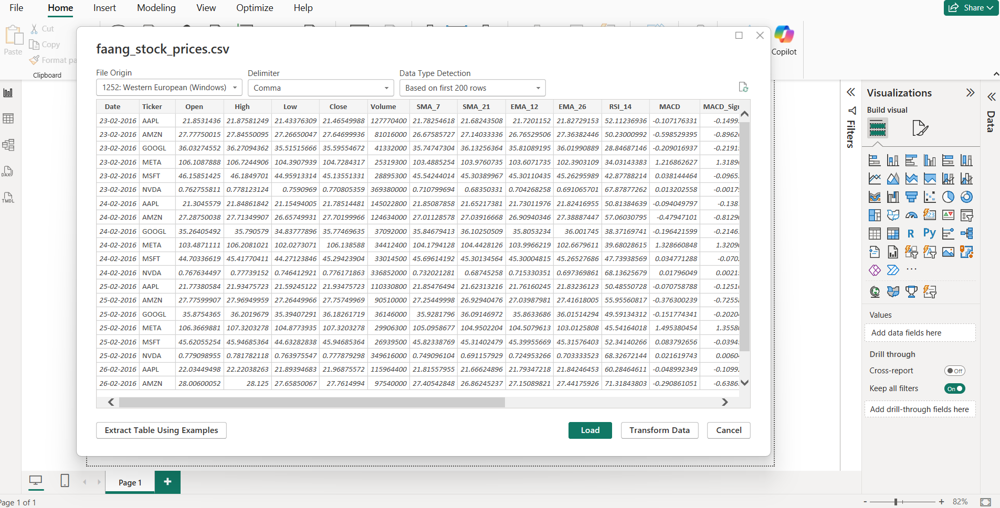 File Home Insert Modeling View Optimize Help Share
Cut
Copy
Paste
Format pa
Clipboard
Copilot
faang_stock_prices.csv
File Origin Delimiter Data Type Detection
1252: Western European (Windows) Comma Based on first 200 rows
Date Ticker Open High Low Close Volume SMA_7 SMA_21 EMA_12 EMA_26 RSI_14 MACD MACD_Sign
23-02-2016 AAPL 21.8531436 21.87581249 21.43376309 21.46549988 127770400 21.78254618 21.68243508 21.7201152 21.82729153 52.11236936 -0.107176331 -0.1499
23-02-2016 AMZN 27.77750015 27.84550095 27.26650047 27.64699936 81016000 26.67585727 27.14033336 26.76529506 27.36382446 50.23000992 -0.598529395 -0.8962
23-02-2016 GOOGL 36.03274552 36.27094362 35.51515666 35.59554672 41332000 35.74747304 36.13256364 35.81089195 36.01990889 28.84687146 -0.209016937 -0.2191
23-02-2016 META 106.1087888 106.7244906 104.3907939 104.7284317 25319300 103.4885254 103.9760735 103.6071735 102.3903109 34.03143383 1.216862627 1.3189
23-02-2016 MSFT 46.15851425 46.1849701 44.95913314 45.13551331 28895300 45.54244014 45.30389967 45.30110435 45.26295989 42.87788214 0.038144464 -0.0965
23-02-2016 NVDA 0.762755811 0.778123124 0.7590969 0.770805359 369380000 0.710799694 0.68350331 0.704268258 0.691065701 67.87877262 0.013202558 -0.0017
24-02-2016 AAPL 21.3045579 21.84861842 21.15494005 21.78514481 145022800 21.85087858 21.65217381 21.73011976 21.82416955 50.81384639 -0.094049797 -0.138
24-02-2016 AMZN 27.28750038 27.71349907 26.65749931 27.70199966 124634000 27.01128578 27.03916668 26.90940346 27.38887447 57.06030795 -0.47947101 -0.8129
24-02-2016 GOOGL 35.26405492 35.790579 34.83777896 35.77469635 37092000 35.84679413 36.10250509 35.8053234 36.001745 38.37169741 -0.196421599 -0.2146
24-02-2016 META 103.4871111 106.2081021 102.0273071 106.138588 34412400 104.1794128 104.4428126 103.9966219 102.6679611 39.68028615 1.328660848 1.3209
24-02-2016 MSFT 44.70336619 45.41770411 44.27123846 45.29423904 33014500 45.69614192 45.30134564 45.30004815 45.26527686 47.73938569 0.034771288 -0.070
24-02-2016 NVDA 0.767634497 0.77739152 0.746412921 0.776171863 336852000 0.732021281 0.68745258 0.715330351 0.697369861 68.13625679 0.01796049 0.0021
25-02-2016 AAPL 21.77380584 21.93475723 21.59245122 21.93475723 110330800 21.85476494 21.62313216 21.76160245 21.83236123 50.48550728 -0.070758788 -0.1251
25-02-2016 AMZN 27.77599907 27.96949959 27.26449966 27.75749969 90510000 27.25449998 26.92940476 27.03987981 27.41618005 55.95560817 -0.376300239 -0.7255
25-02-2016 GOOGL 35.8754365 36.2019679 35.39407291 36.18261719 36146000 35.9281796 36.09146972 35.8633686 36.01514294 49.59134312 -0.151774341 -0.2020
25-02-2016 META 106.3669881 107.3203278 104.8773935 107.3203278 29906300 105.0958677 104.9502204 104.5079613 103.0125808 45.54164018 1.495380454 1.3558
25-02-2016 MSFT 45.62055254 45.94685364 44.63282838 45.94685364 26939500 45.82338769 45.31402479 45.39955669 45.31576403 52.34140266 0.083792656 -0.0394
25-02-2016 NVDA 0.779098955 0.781782118 0.763975547 0.777879298 349616000 0.749096104 0.691157929 0.724953266 0.703333523 68.32672144 0.021619743 0.0060
26-02-2016 AAPL 22.03449498 22.22038263 21.89394683 21.96875572 115964400 21.81557955 21.66624896 21.79347218 21.84246453 60.28464611 -0.048992349 -0.1099
26-02-2016 AMZN 28.00600052 28.125 27.65850067 27.7614994 97540000 27.40542848 26.86245237 27.15089821 27.44175926 71.31843803 -0.290861051 -0.6386
Extract Table Using Examples Load Transform Data Cancel
DAX
TMDL
Filters
Visualizations
Build visual
123
R Py
...
Values
Add data fields here
Drill through
Cross-report Off
Keep all filters On
Add drill-through fields here
Data
Page 1 +
Page 1 of 1
- + 82%